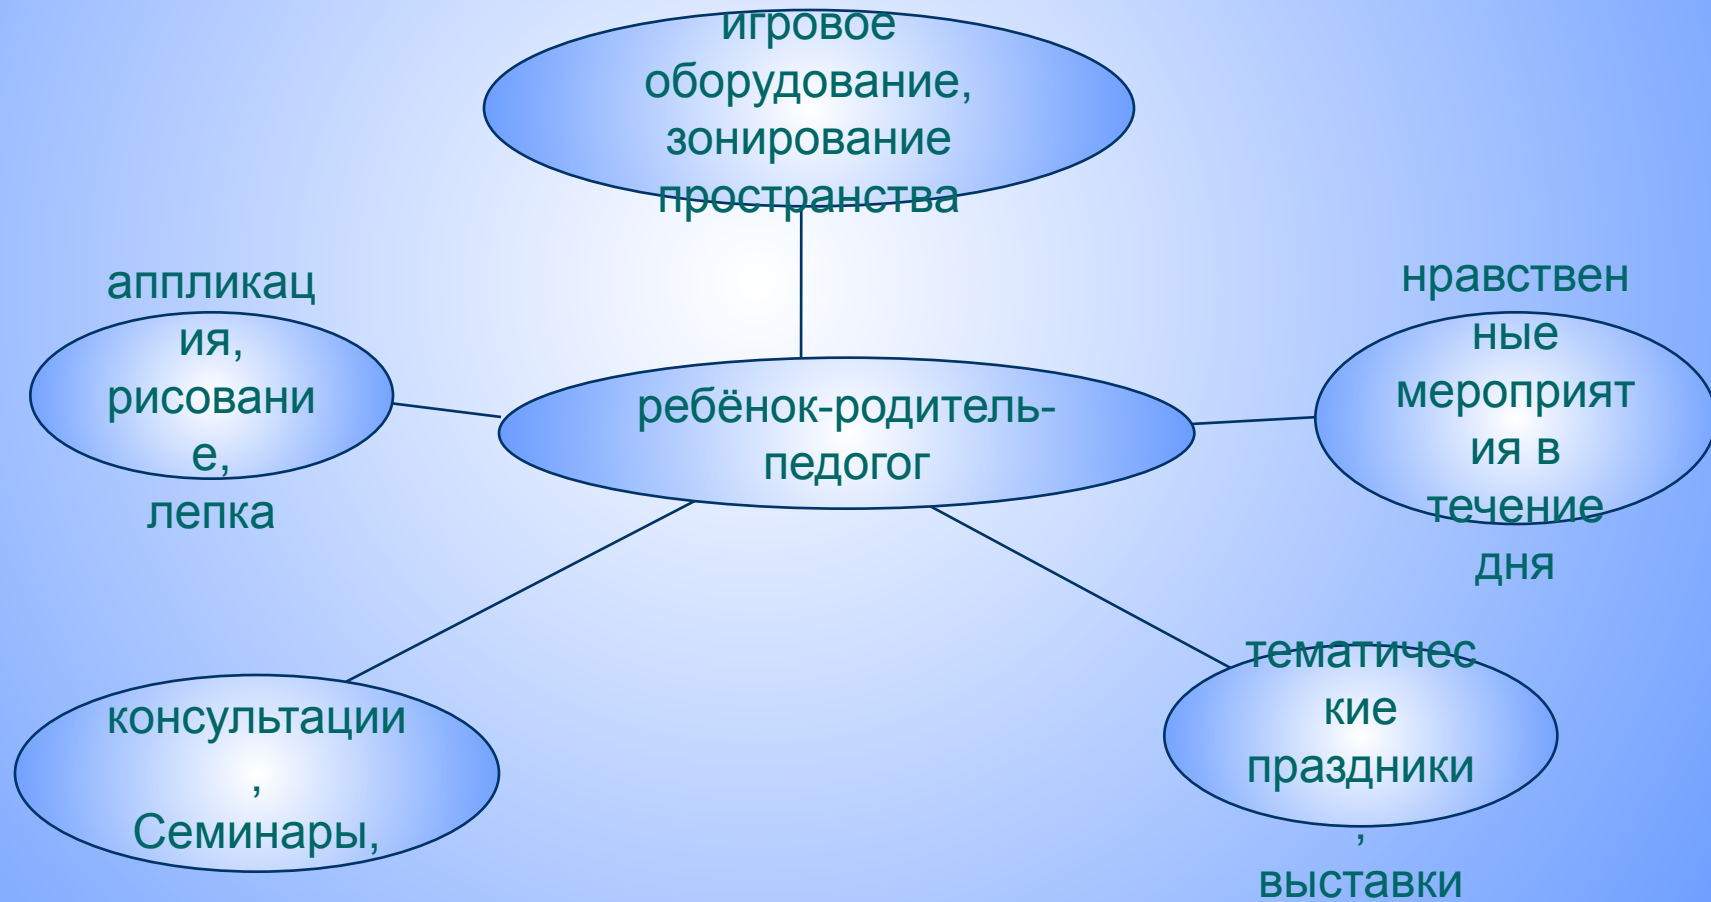 игровое
оборудование,
зонирование
пространства
аппликац
ия,
рисовани
е,
лепка
ребёнок-родитель-
педогог
нравствен
ные
мероприят
ия в
течение
дня
консультации
,
Семинары,
тематичес
кие
праздники
,
выставки